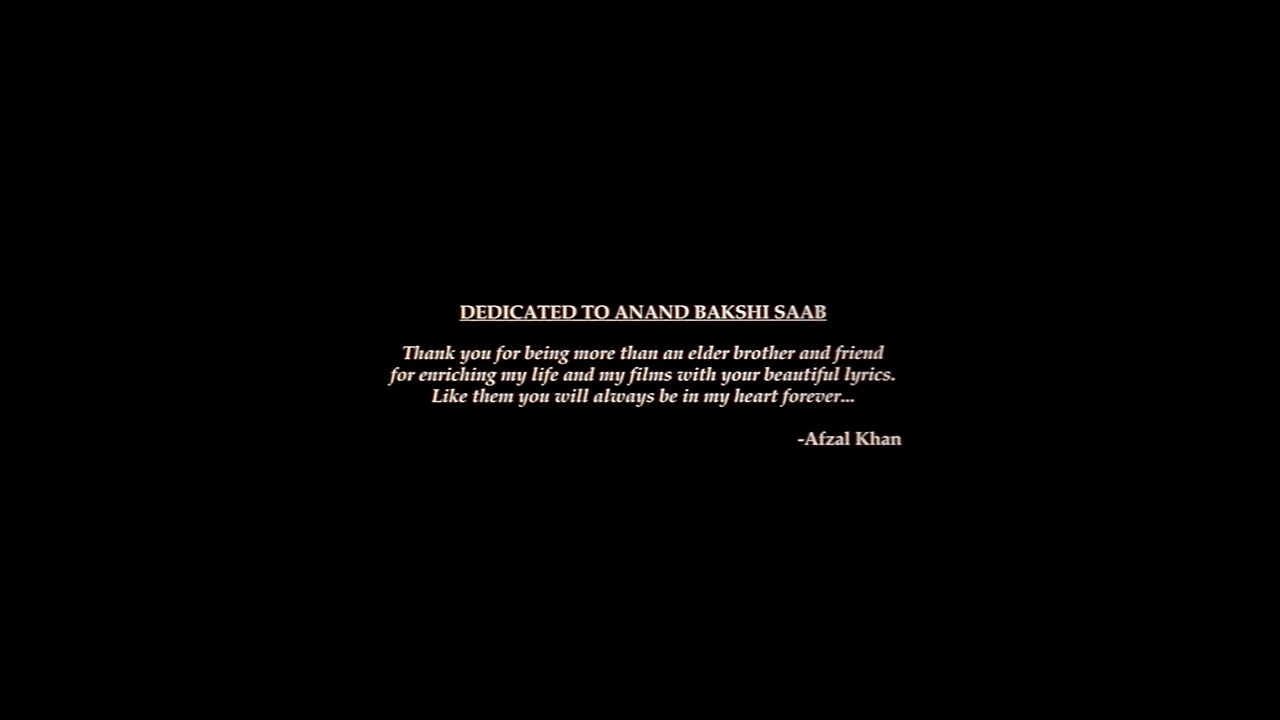 DEDICATED TO ANAND BAKSHI SAAB
Thank you for being more than an elder brother and friend
for enriching my life and my films with your beautiful lyrics.
Like them you will always be in my heart forever...
-Afzal Khan